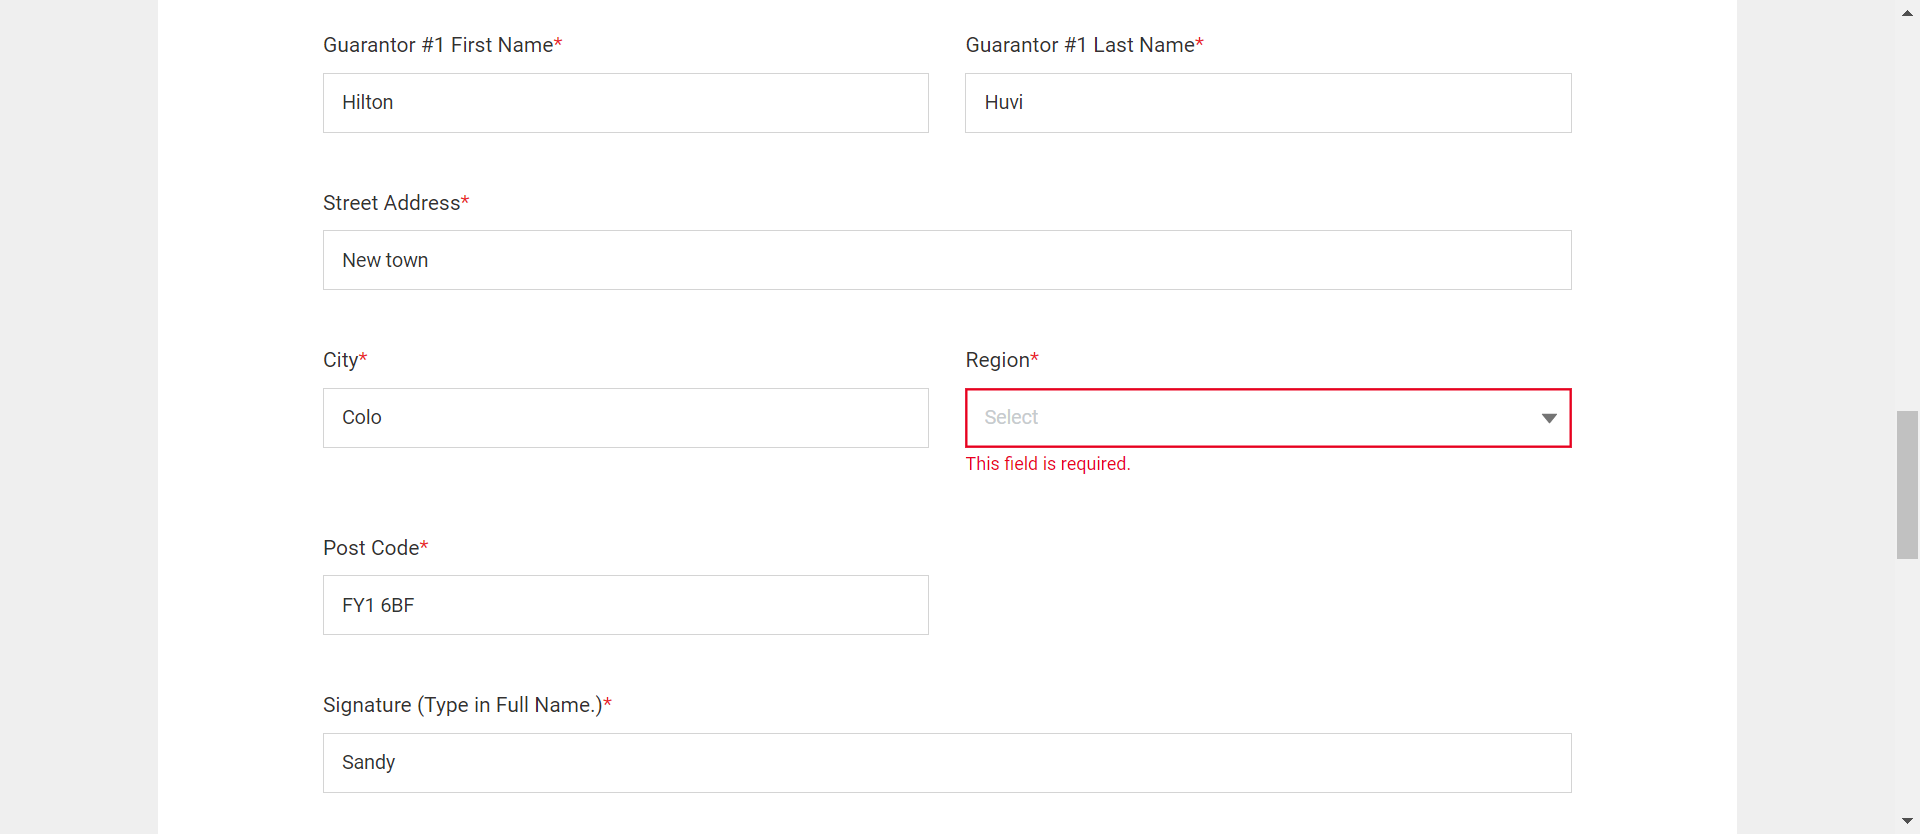 Guarantor #1 First Name*
Guarantor #1 Last Name*
Hilton
Huvi
Street Address*
New town
City*
Region*
Colo
Select
This field is required.
Post Code*
FY1 6BF
Signature (Type in Full Name.)*
Sandy